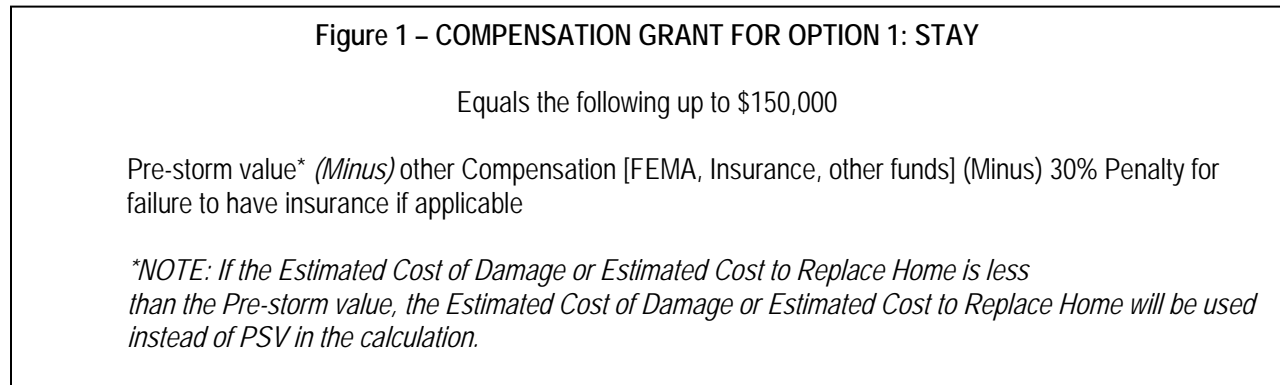 Figure 1 – COMPENSATION GRANT FOR OPTION 1: STAY
Equals the following up to $150,000
Pre-storm value* (Minus) other Compensation [FEMA, Insurance, other funds] (Minus) 30% Penalty for
failure to have insurance if applicable
*NOTE: If the Estimated Cost of Damage or Estimated Cost to Replace Home is less
than the Pre-storm value, the Estimated Cost of Damage or Estimated Cost to Replace Home will be used
instead of PSV in the calculation.